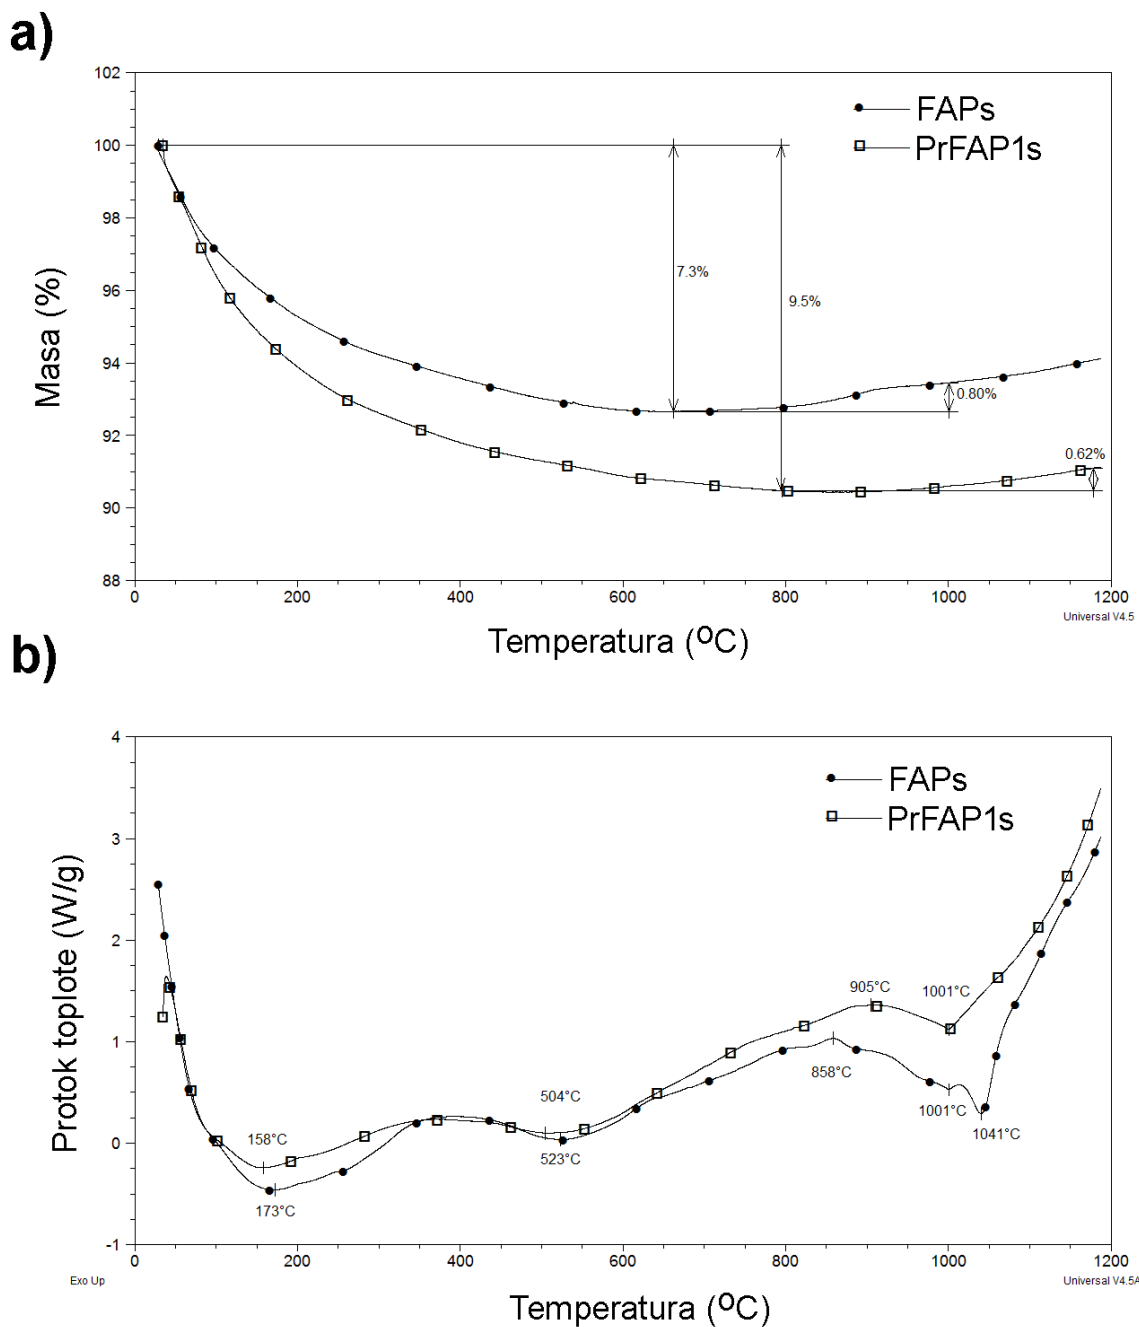 a)
102
100
98
96
94
92
90
88
Masa (%)
FAPs
PrFAP1s
7.3%
9.5%
0.80%
0.62%
0
200
400
600
800
1000
1200
Universal V4.5
Temperatura (ºC)
b)
4
3
2
1
0
-1
Protok toplote (W/g)
FAPs
PrFAP1s
905°C
1001°C
858°C
504°C
158°C
1001°C
1041°C
523°C
173°C
0
200
400
600
800
1000
1200
Exo Up
Universal V4.5A
Temperatura (ºC)